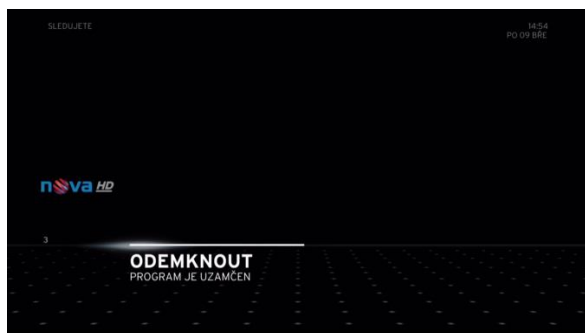 SLEDUJETE
14:54
PO 09 BŘE
nova HD
3
ODEMKNOUT
PROGRAM JE UZAMČEN